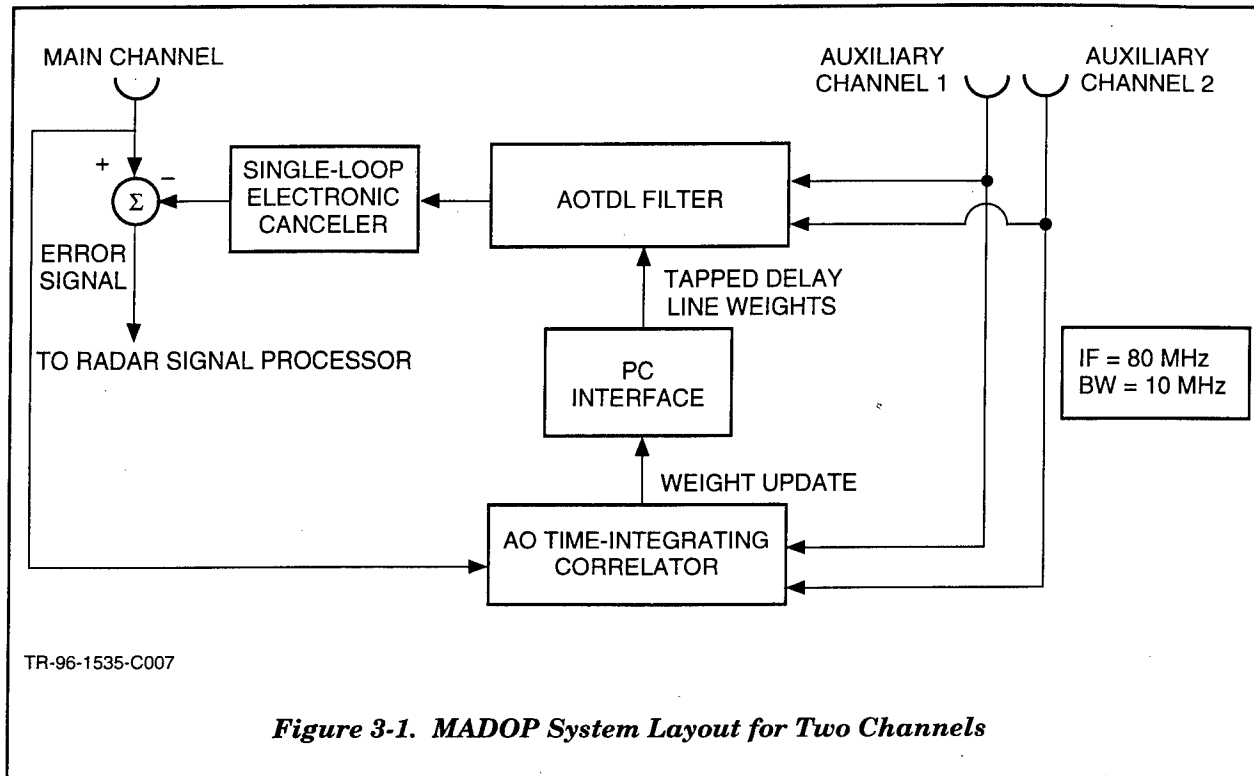 MAIN CHANNEL
AUXILIARY
CHANNEL 1
AUXILIARY
CHANNEL 2
+
−
Σ
SINGLE-LOOP
ELECTRONIC
CANCELER
AOTDL FILTER
ERROR
SIGNAL
TAPPED DELAY
LINE WEIGHTS
TO RADAR SIGNAL PROCESSOR
PC
INTERFACE
IF = 80 MHz
BW = 10 MHz
WEIGHT UPDATE
AO TIME-INTEGRATING
CORRELATOR
TR-96-1535-C007
Figure 3-1. MADOP System Layout for Two Channels